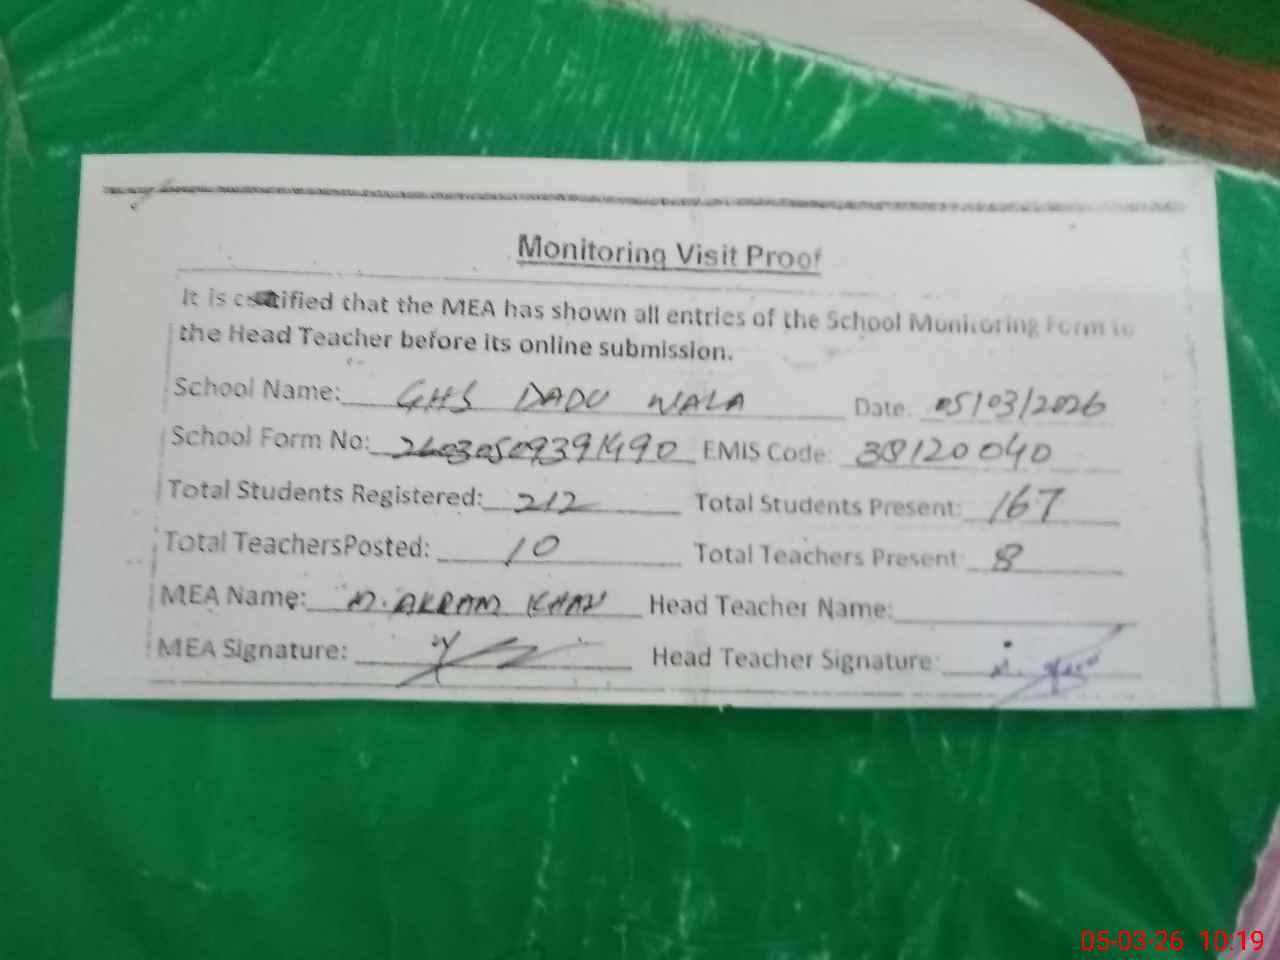 Monitoring Visit Proof
It is certified that the MEA has shown all entries of the School Monitoring Form to
the Head Teacher before its online submission.
School Name: GHS DADU WALA Date: 05/03/2026
School Form No: 260305093911490 EMIS Code: 38120040
Total Students Registered: 212 Total Students Present: 167
Total TeachersPosted: 10 Total Teachers Present: 8
MEA Name: M. AKRAM KHAN Head Teacher Name:
MEA Signature: Head Teacher Signature:
05-03-26 10:19